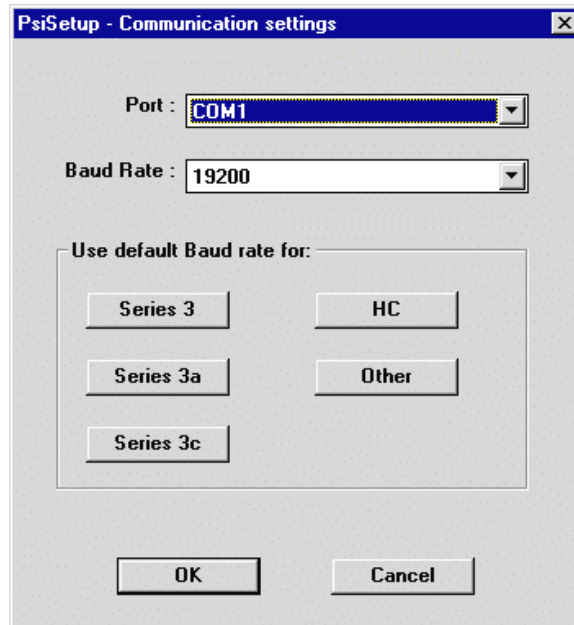 PsiSetup - Communication settings
Port : COM1
Baud Rate : 19200
Use default Baud rate for:
Series 3 HC
Series 3a Other
Series 3c
OK Cancel